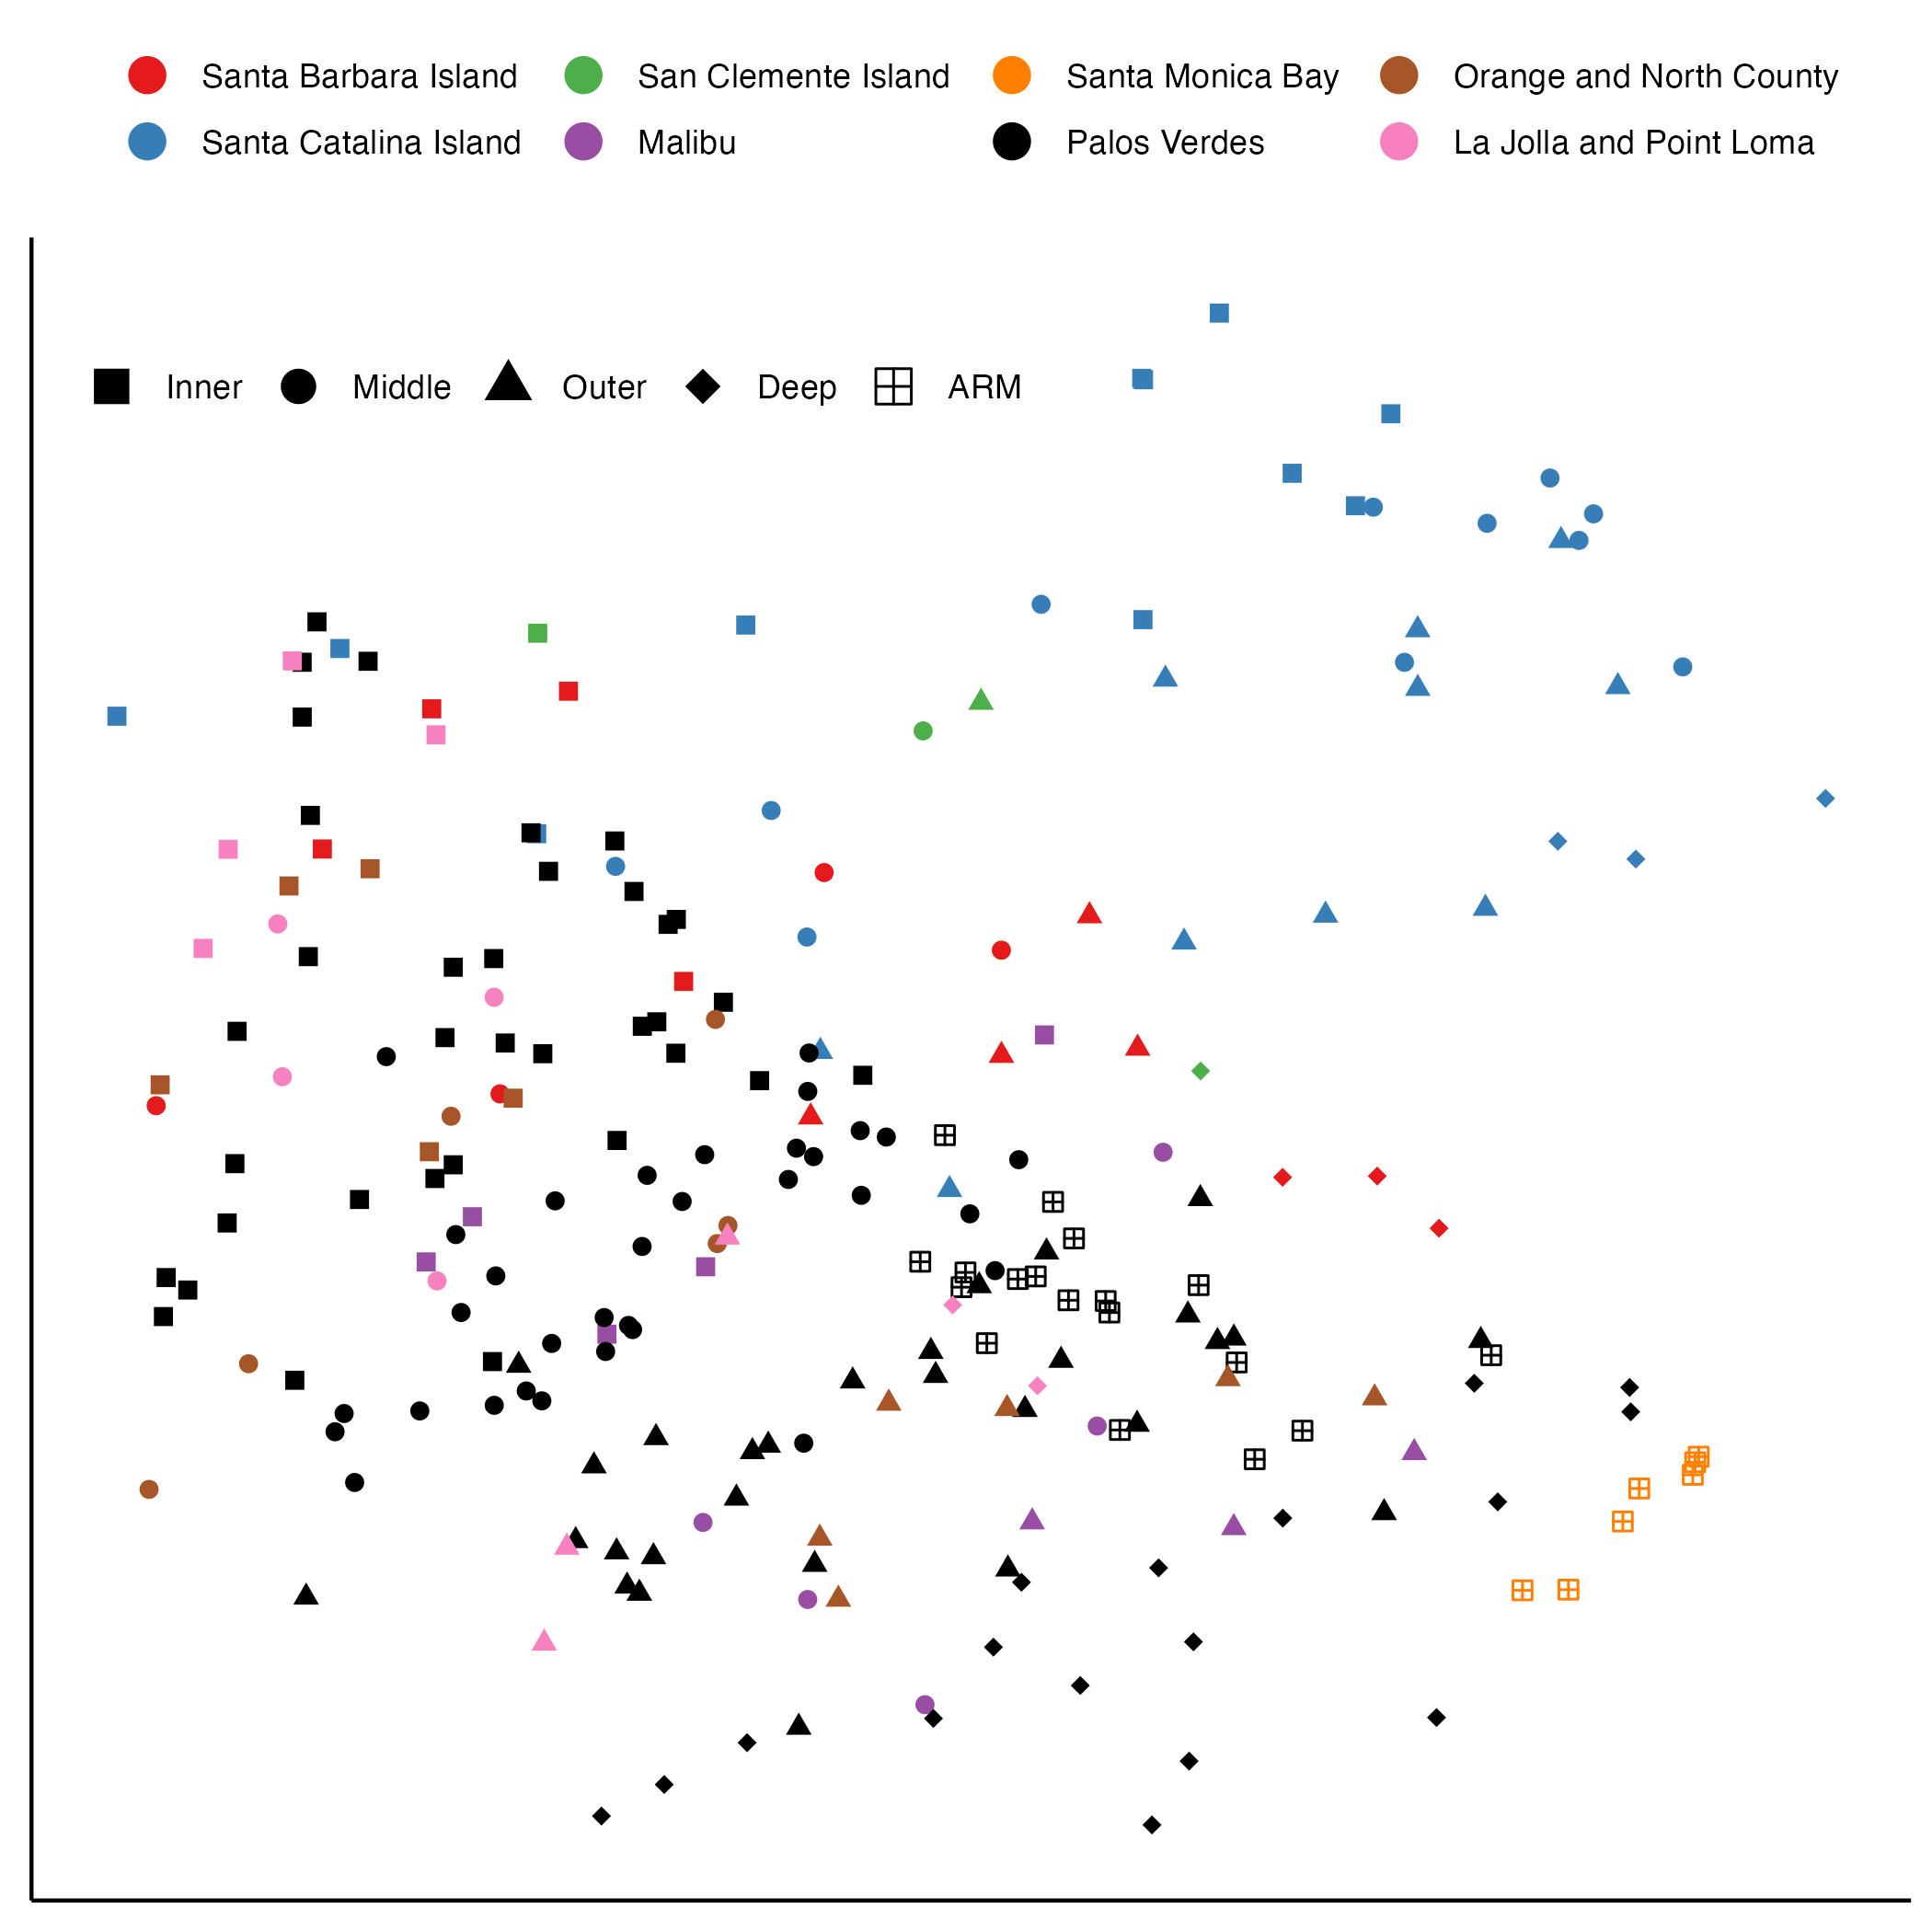 Santa Barbara Island San Clemente Island Santa Monica Bay Orange and North County
Santa Catalina Island Malibu Palos Verdes La Jolla and Point Loma
Inner Middle Outer Deep ARM